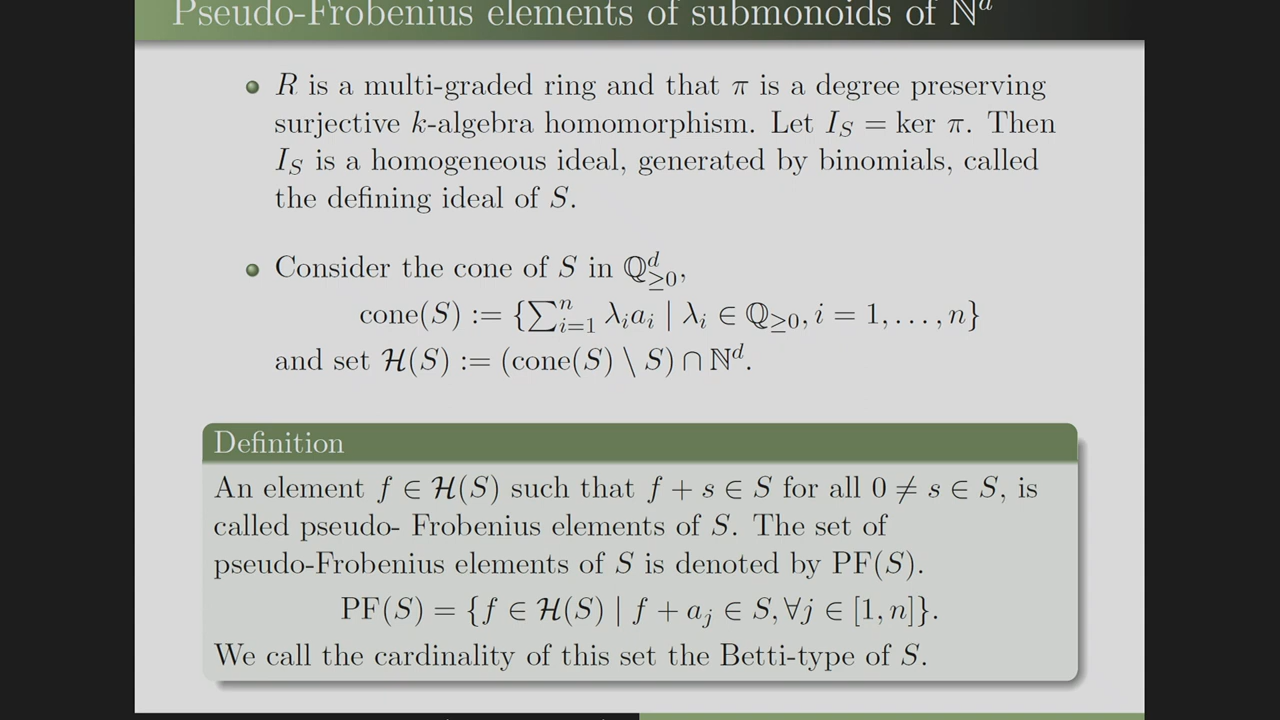 Pseudo-Frobenius elements of submonoids of ℕᵈ
R is a multi-graded ring and that π is a degree preserving
surjective k-algebra homomorphism. Let I_S = ker π. Then
I_S is a homogeneous ideal, generated by binomials, called
the defining ideal of S.
Consider the cone of S in ℚ^d_{≥0},
cone(S) := {∑_{i=1}^n λ_i a_i | λ_i ∈ ℚ_{≥0}, i = 1, . . . , n}
and set ℋ(S) := (cone(S) \ S) ∩ ℕᵈ.
Definition
An element f ∈ ℋ(S) such that f + s ∈ S for all 0 ≠ s ∈ S, is
called pseudo- Frobenius elements of S. The set of
pseudo-Frobenius elements of S is denoted by PF(S).
PF(S) = {f ∈ ℋ(S) | f + a_j ∈ S, ∀j ∈ [1, n]}.
We call the cardinality of this set the Betti-type of S.